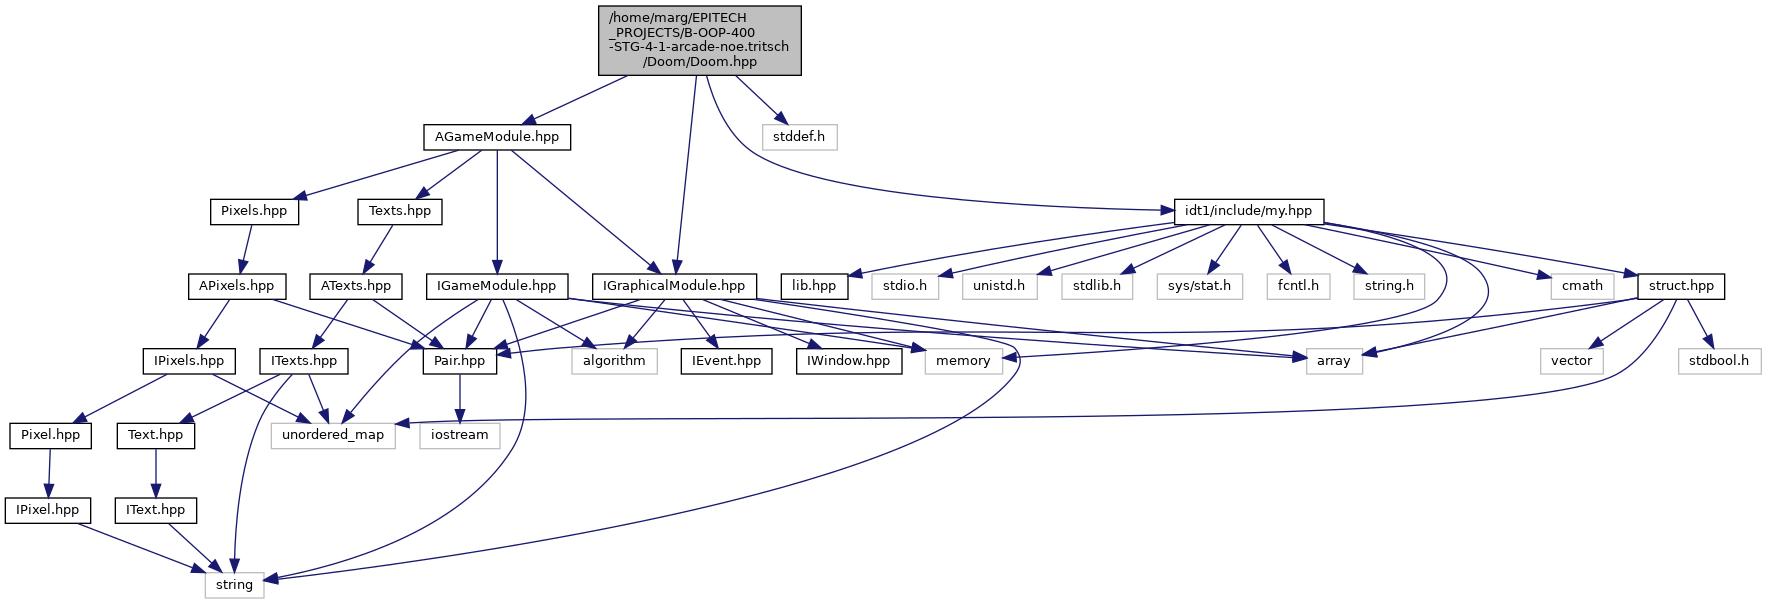 /home/marg/EPITECH
_PROJECTS/B-OOP-400
-STG-4-1-arcade-noe.tritsch
/Doom/Doom.hpp
AGameModule.hpp
stddef.h
Pixels.hpp
Texts.hpp
idt1/include/my.hpp
APixels.hpp
ATexts.hpp
IGameModule.hpp
IGraphicalModule.hpp
lib.hpp
stdio.h
unistd.h
stdlib.h
sys/stat.h
fcntl.h
string.h
cmath
struct.hpp
IPixels.hpp
ITexts.hpp
Pair.hpp
algorithm
IEvent.hpp
IWindow.hpp
memory
array
vector
stdbool.h
Pixel.hpp
Text.hpp
unordered_map
iostream
IPixel.hpp
IText.hpp
string